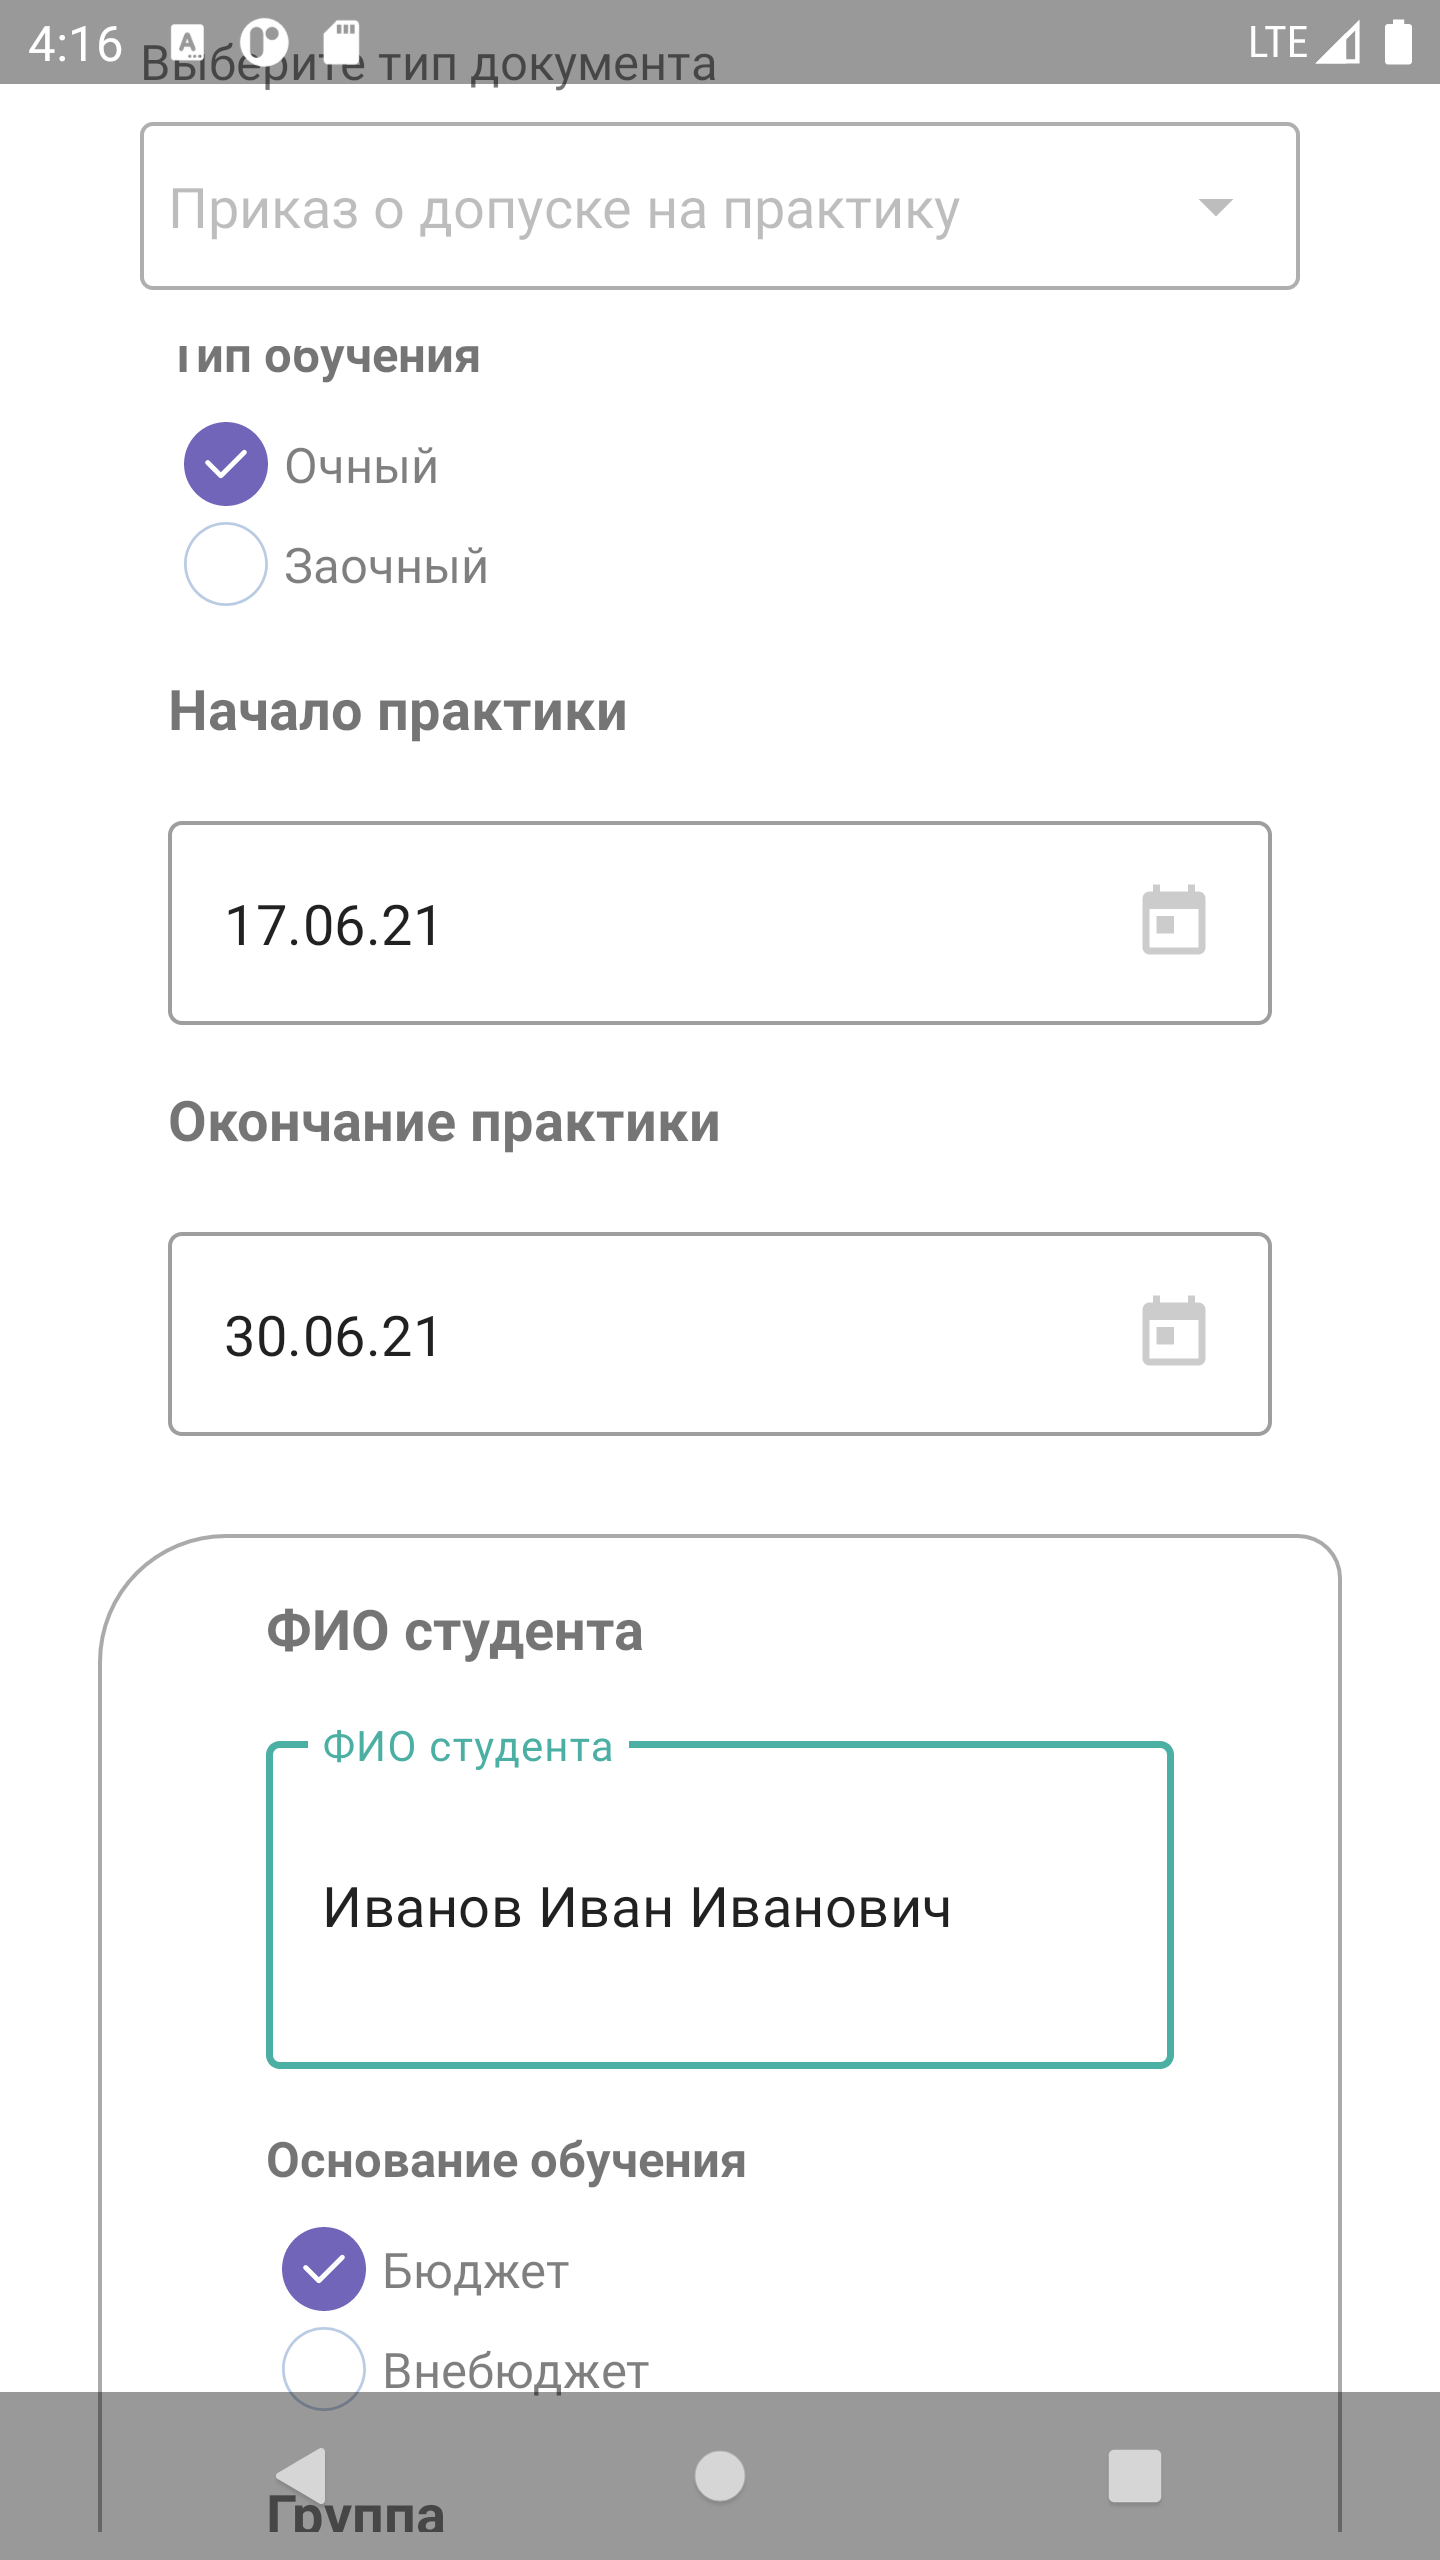 4:16
LTE
Выберите тип документа
Приказ о допуске на практику
Тип обучения
Очный
Заочный
Начало практики
17.06.21
Окончание практики
30.06.21
ФИО студента
ФИО студента
Иванов Иван Иванович
Основание обучения
Бюджет
Внебюджет
Группа